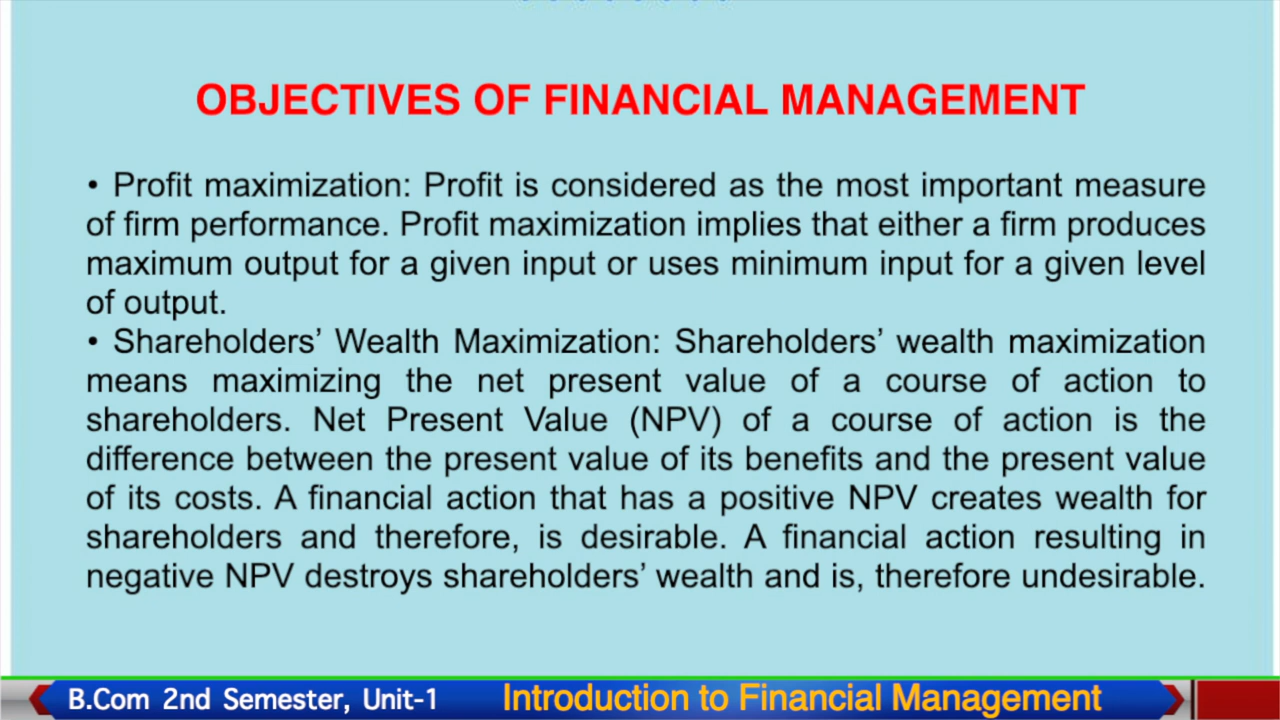 OBJECTIVES OF FINANCIAL MANAGEMENT
• Profit maximization: Profit is considered as the most important measure
of firm performance. Profit maximization implies that either a firm produces
maximum output for a given input or uses minimum input for a given level
of output.
• Shareholders’ Wealth Maximization: Shareholders’ wealth maximization
means maximizing the net present value of a course of action to
shareholders. Net Present Value (NPV) of a course of action is the
difference between the present value of its benefits and the present value
of its costs. A financial action that has a positive NPV creates wealth for
shareholders and therefore, is desirable. A financial action resulting in
negative NPV destroys shareholders’ wealth and is, therefore undesirable.
B.Com 2nd Semester, Unit-1 Introduction to Financial Management